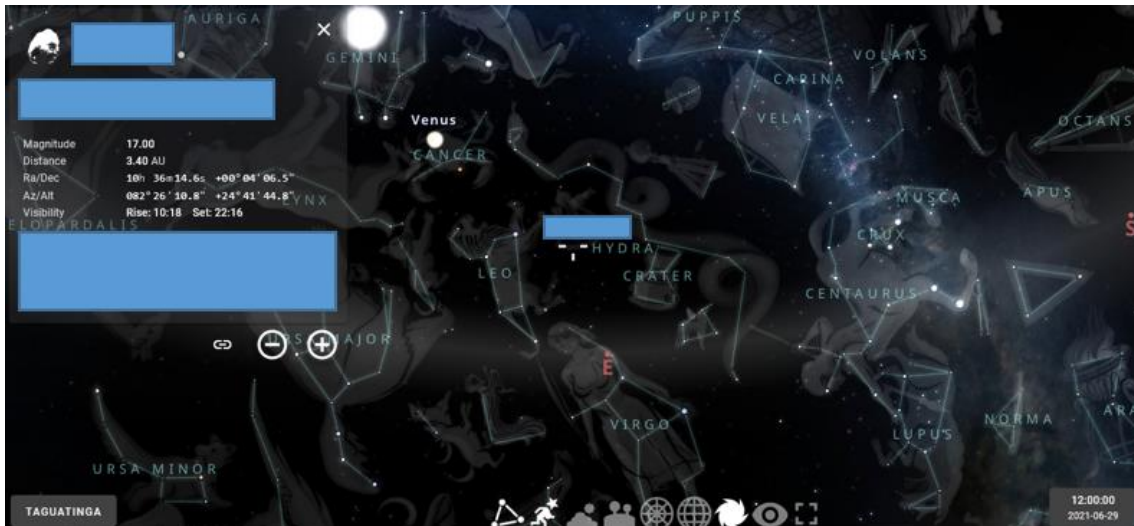 AURIGA
×
GEMINI
PUPPIS
VOLANS
CARINA
Venus
VELA
OCTANS
CANCER
Magnitude 17.00
Distance 3.40 AU
Ra/Dec 10h 36m14.6s +00°04'06.5"
Az/Alt 082°26'10.8" +24°41'44.8"
Visibility Rise: 10:18 Set: 22:16
LYNX
ELOPARDALIS
MUSCA
APUS
S
CRUX
HYDRA
LEO
CRATER
CENTAURUS
URSA MAJOR
E
VIRGO
NORMA
ARA
LUPUS
URSA MINOR
TAGUATINGA
12:00:00
2021-06-29